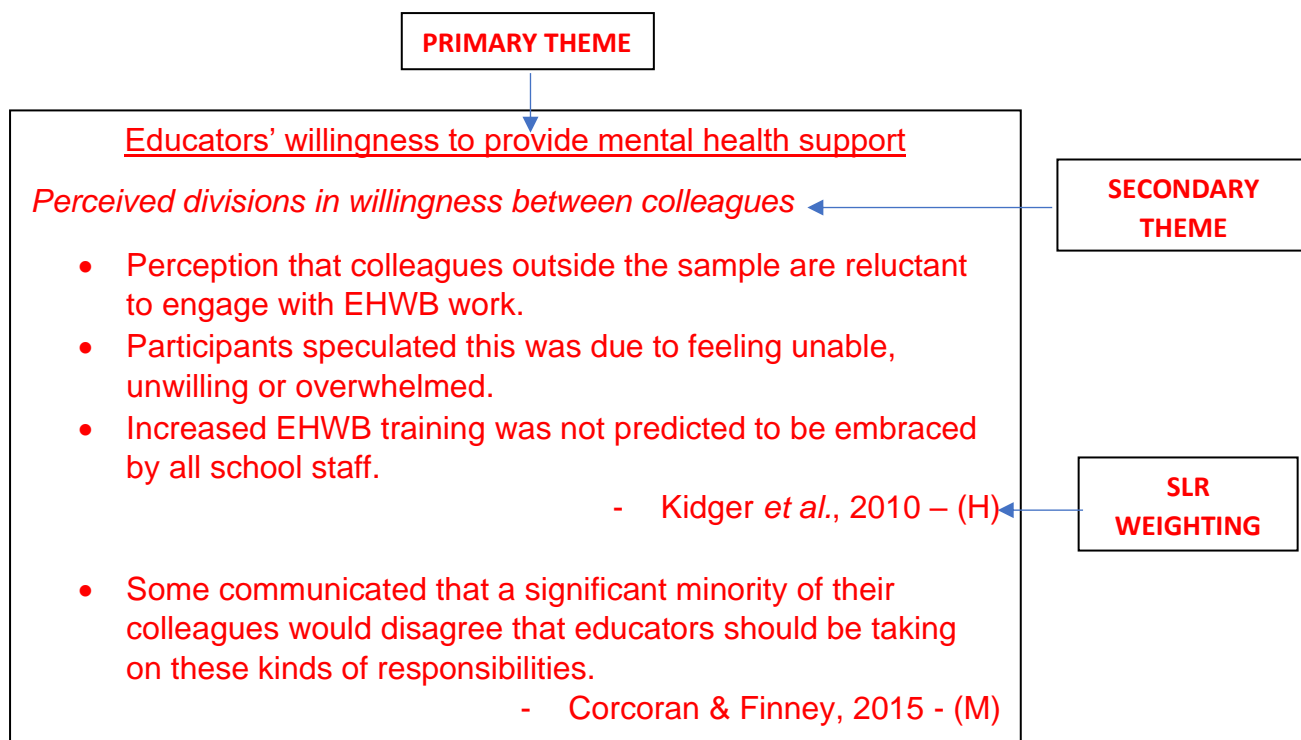 PRIMARY THEME
Educators’ willingness to provide mental health support
Perceived divisions in willingness between colleagues
SECONDARY
THEME
• Perception that colleagues outside the sample are reluctant
to engage with EHWB work.
• Participants speculated this was due to feeling unable,
unwilling or overwhelmed.
• Increased EHWB training was not predicted to be embraced
by all school staff.
- Kidger et al., 2010 – (H)
SLR
WEIGHTING
• Some communicated that a significant minority of their
colleagues would disagree that educators should be taking
on these kinds of responsibilities.
- Corcoran & Finney, 2015 - (M)